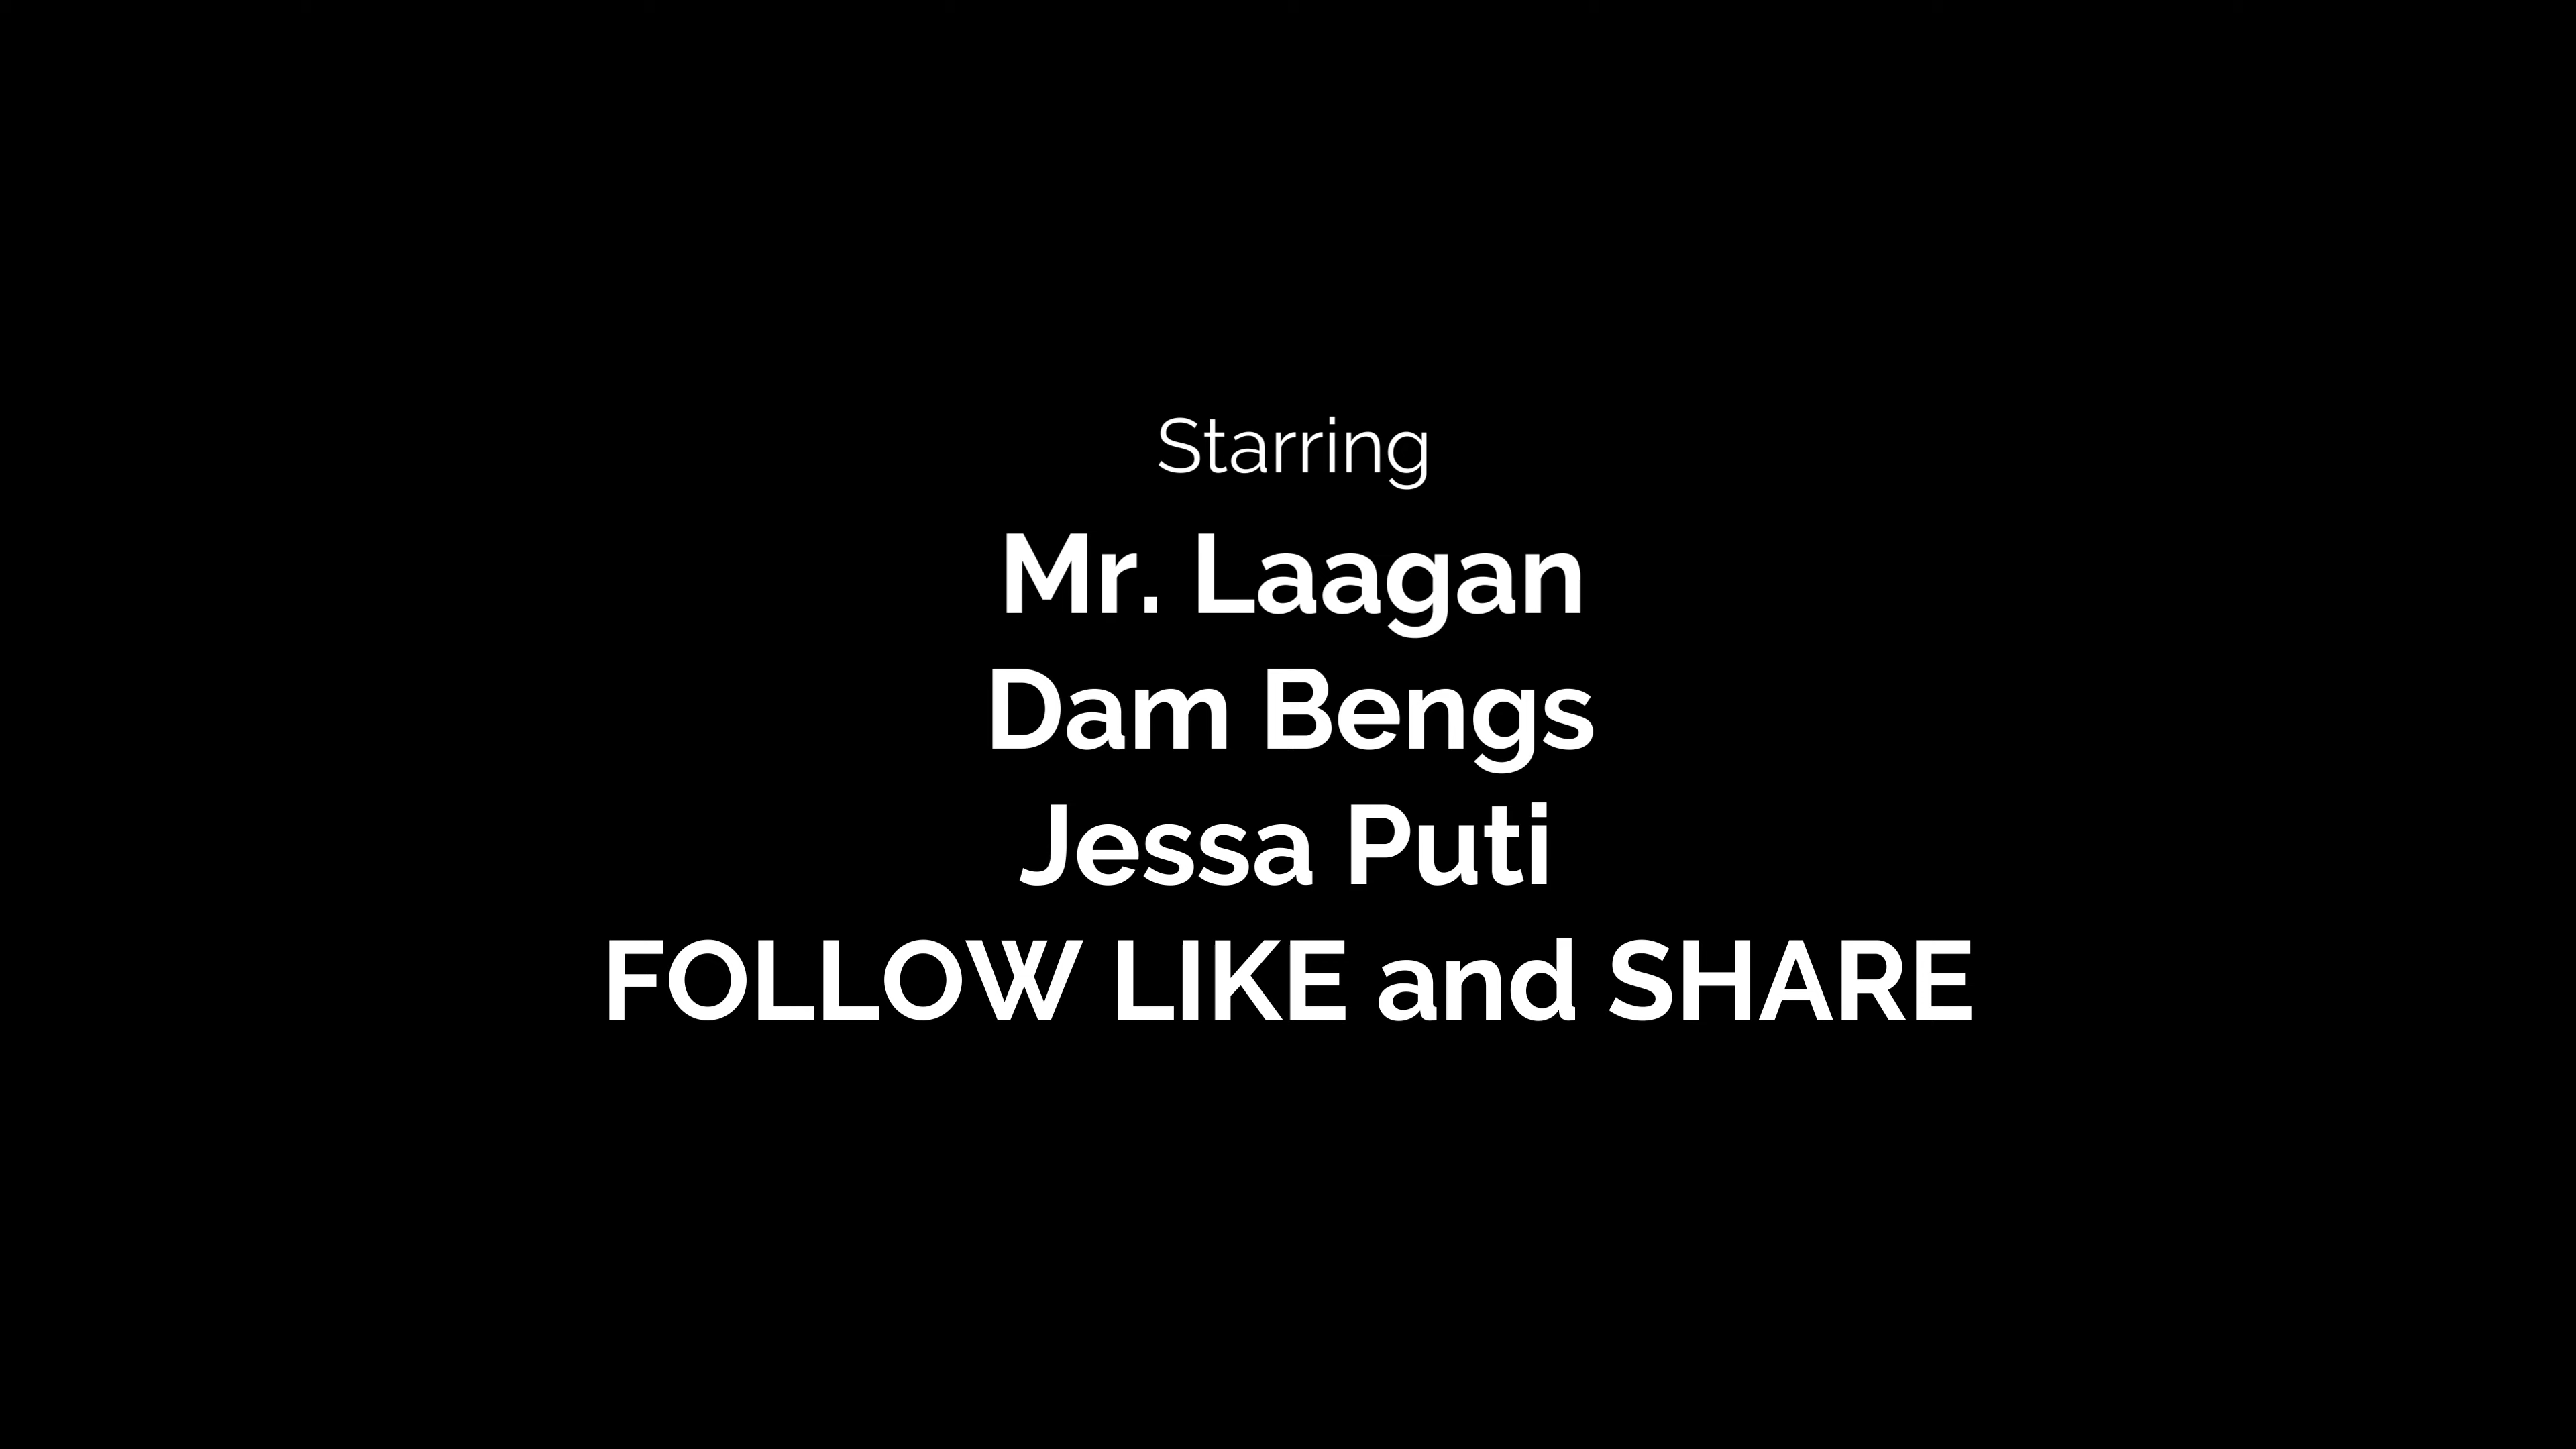 Starring
Mr. Laagan
Dam Bengs
Jessa Puti
FOLLOW LIKE and SHARE